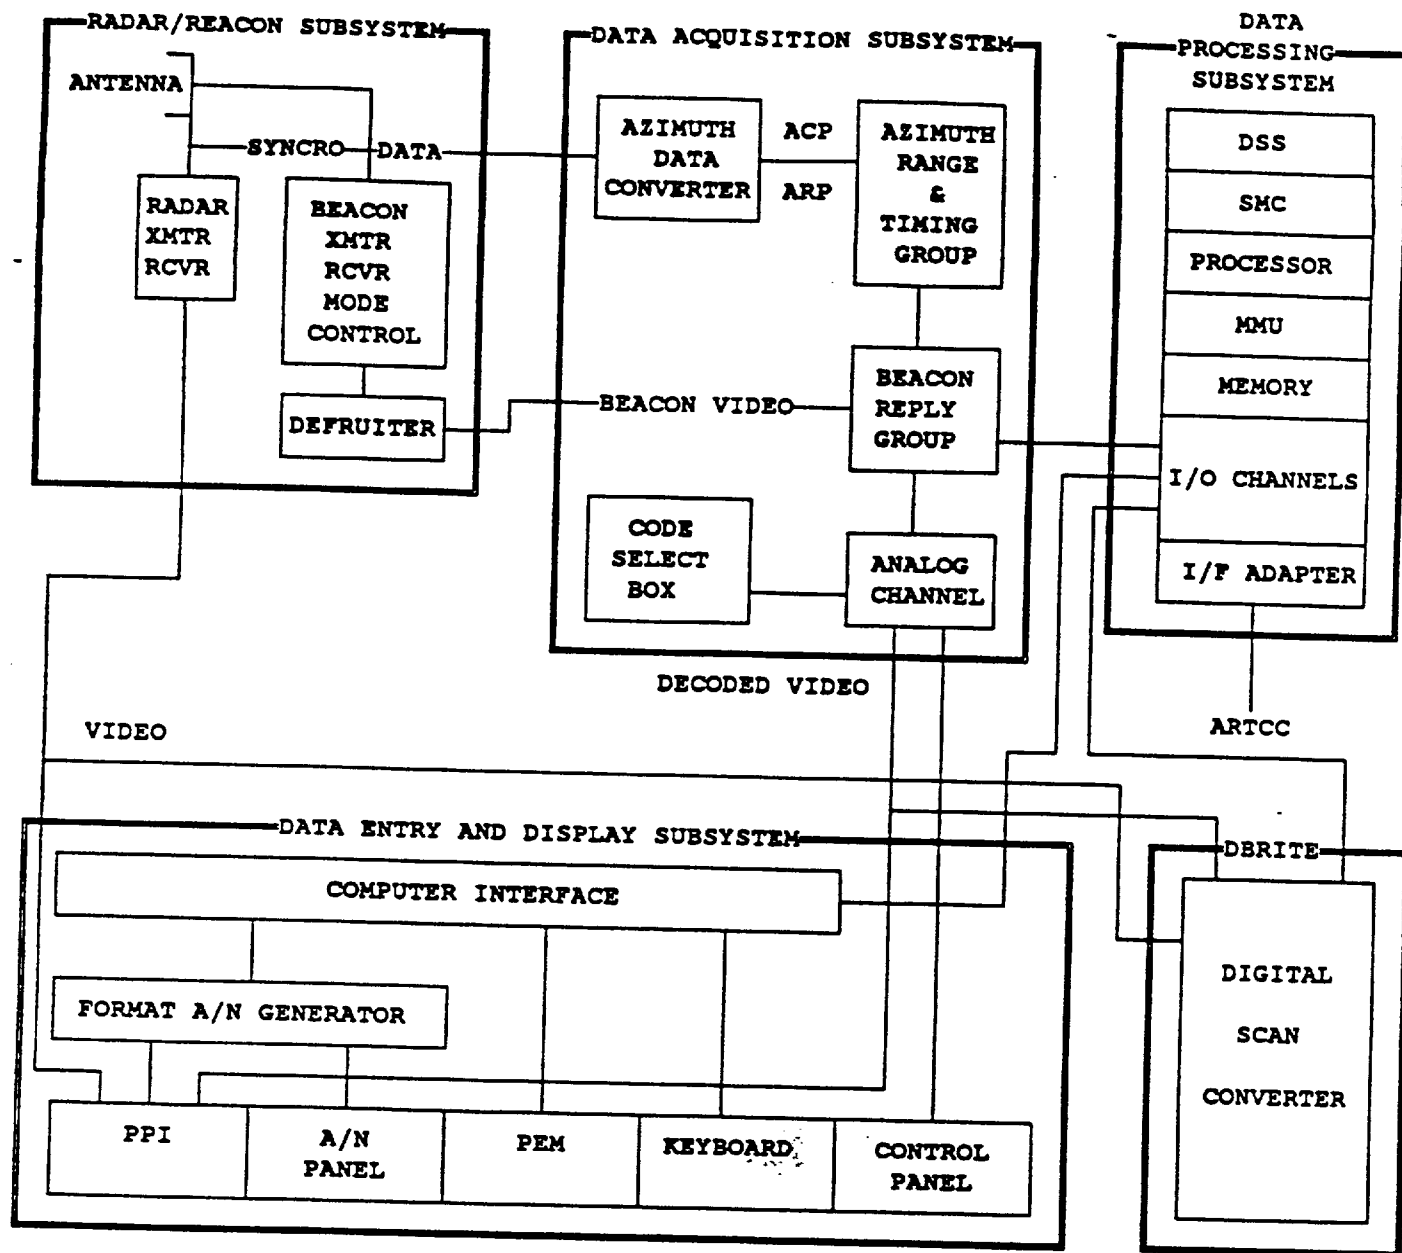 RADAR/REACON SUBSYSTEM
ANTENNA
SYNCRO DATA
RADAR
XMTR
RCVR
BEACON
XMTR
RCVR
MODE
CONTROL
DEFRUITER
DATA ACQUISITION SUBSYSTEM
AZIMUTH
DATA
CONVERTER
ACP
ARP
AZIMUTH
RANGE
&
TIMING
GROUP
BEACON VIDEO
BEACON
REPLY
GROUP
CODE
SELECT
BOX
ANALOG
CHANNEL
DECODED VIDEO
DATA
PROCESSING
SUBSYSTEM
DSS
SMC
PROCESSOR
MMU
MEMORY
I/O CHANNELS
I/F ADAPTER
ARTCC
VIDEO
DATA ENTRY AND DISPLAY SUBSYSTEM
COMPUTER INTERFACE
FORMAT A/N GENERATOR
PPI
A/N
PANEL
PEM
KEYBOARD
CONTROL
PANEL
DBRITE
DIGITAL
SCAN
CONVERTER